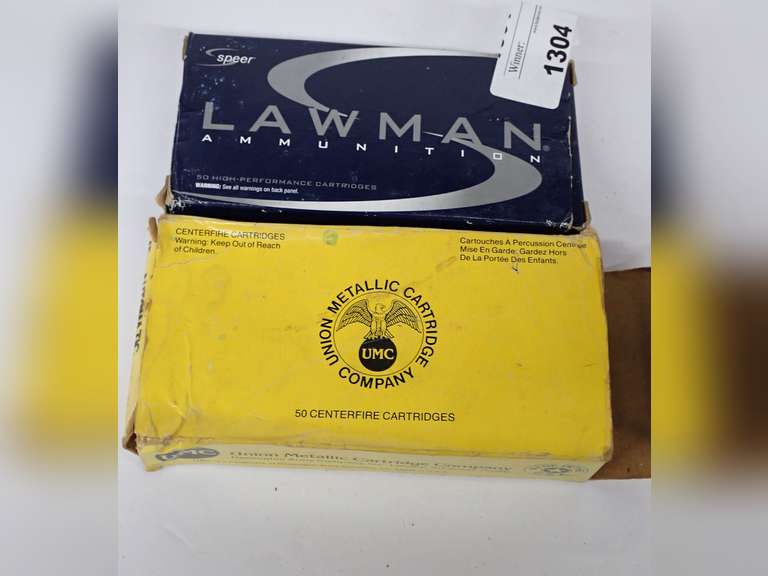 speer
Winner:
1304
LAWMAN®
AMMUNITION
50 HIGH-PERFORMANCE CARTRIDGES
WARNING: See all warnings on back panel.
CENTERFIRE CARTRIDGES
Warning: Keep Out of Reach
of Children.
Cartouches À Percussion Centrale
Mise En Garde: Gardez Hors
De La Portée Des Enfants.
UNION METALLIC CARTRIDGE
COMPANY
UMC
50 CENTERFIRE CARTRIDGES
UMC Union Metallic Cartridge Company